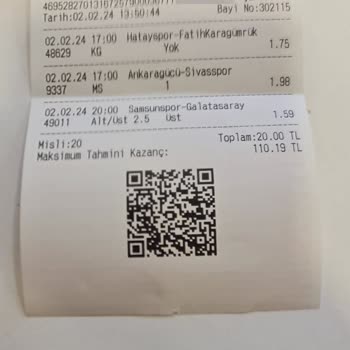 Tarih:02.02.24 13:50:44 Bayi No:302115
02.02.24 17:00 Hatayspor-FatihKaragümrük
48629 KG Yok 1.75
02.02.24 17:00 Ankaragücü-Sivasspor
9337 MS 1 1.98
02.02.24 20:00 Samsunspor-Galatasaray
49011 Alt/Üst 2.5 Üst 1.59
Misli:20 Toplam:20.00 TL
Maksimum Tahmini Kazanç: 110.19 TL